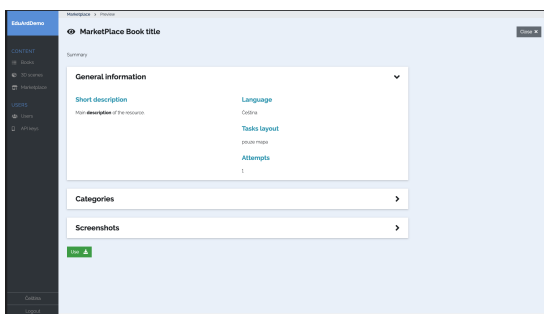 EduArdDemo
CONTENT
Books
3D scenes
Marketplace
USERS
Users
API keys
Čeština
Logout
Marketplace > Preview
MarketPlace Book title
Close ×
Summary
General information
Short description
Main description of the resource
Language
Čeština
Tasks layout
pouze mapa
Attempts
1
Categories
Screenshots
Use